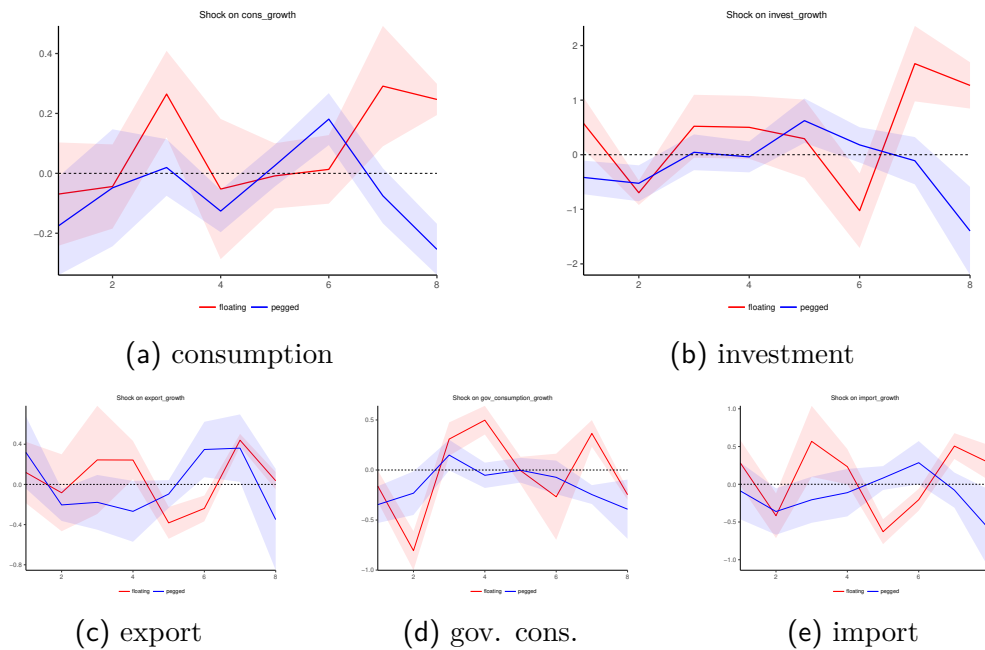 Shock on cons_growth
0.4
0.2
0.0
−0.2
2 4 6 8
floating pegged
(a) consumption
Shock on invest_growth
2
1
0
−1
−2
2 4 6 8
floating pegged
(b) investment
Shock on export_growth
0.4
0.0
−0.4
−0.8
2 4 6 8
floating pegged
(c) export
Shock on gov_consumption_growth
0.5
0.0
−0.5
−1.0
2 4 6 8
floating pegged
(d) gov. cons.
Shock on import_growth
1.0
0.5
0.0
−0.5
−1.0
2 4 6 8
floating pegged
(e) import